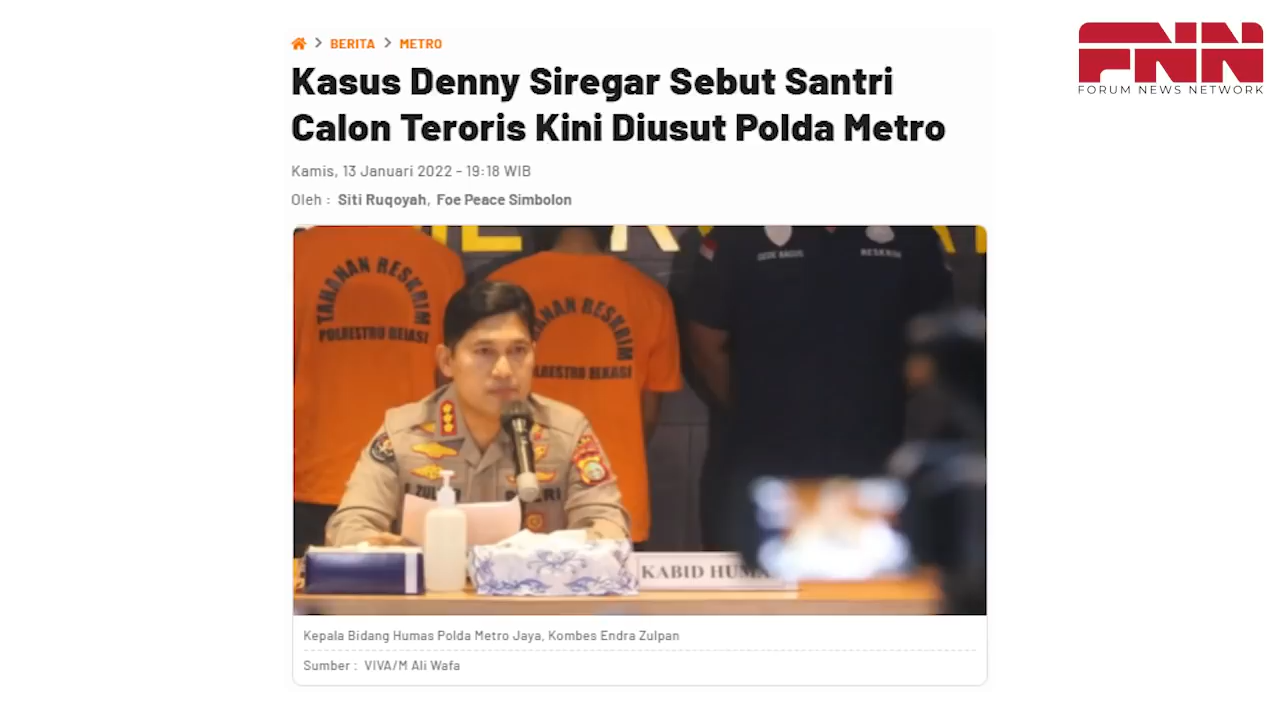 BERITA METRO
FNN
FORUM NEWS NETWORK
Kasus Denny Siregar Sebut Santri
Calon Teroris Kini Diusut Polda Metro
Kamis, 13 Januari 2022 - 19:18 WIB
Oleh : Siti Ruqoyah, Foe Peace Simbolon
TAHANAN RESKRIM
POLRESTRO BEKASI
RESKRIM
POLRESTRO BEKASI
RESKRIM
KABID
Kepala Bidang Humas Polda Metro Jaya, Kombes Endra Zulpan
Sumber : VIVA/M Ali Wafa